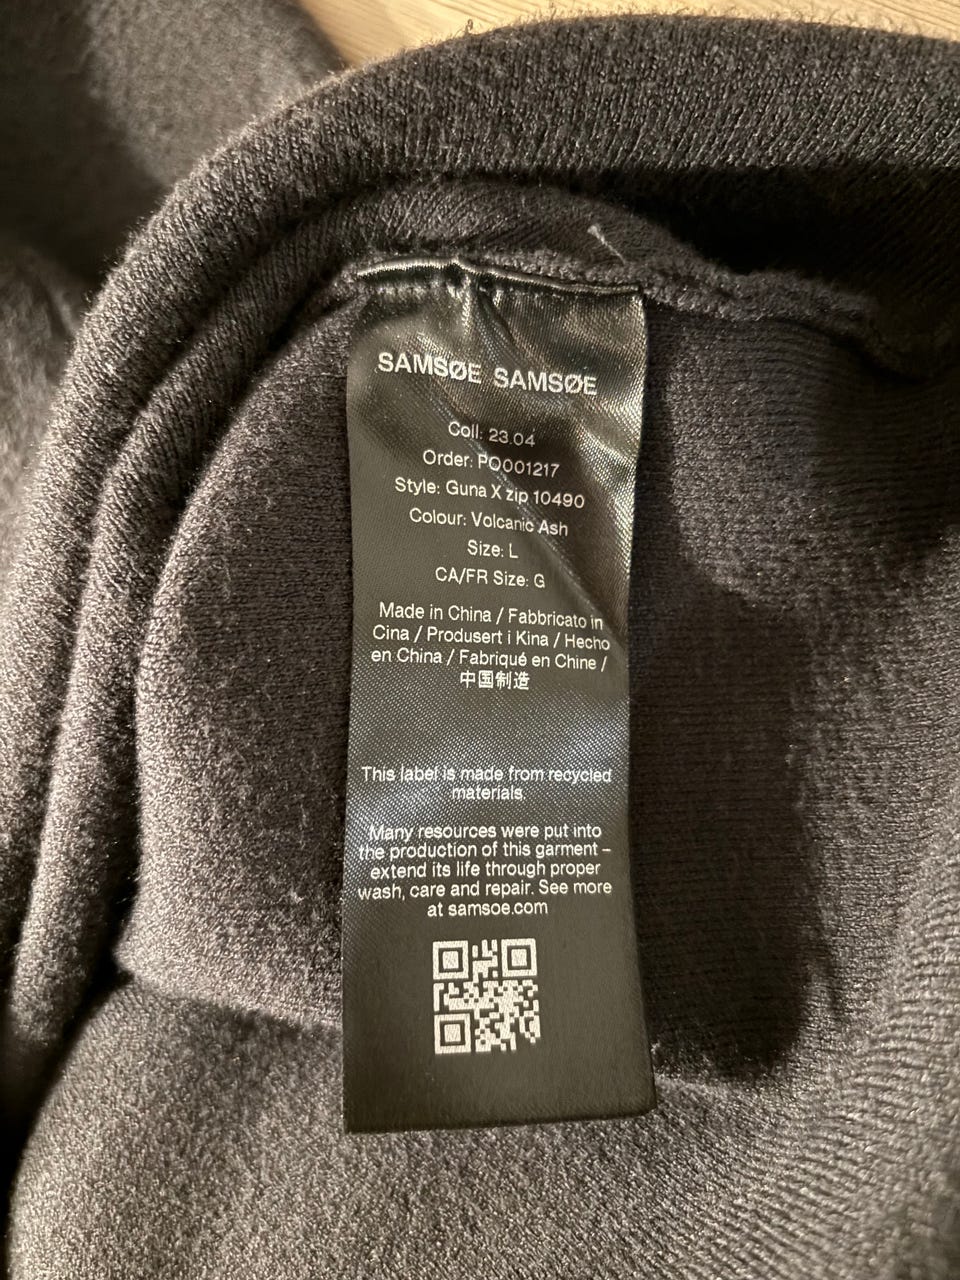 SAMSØE SAMSØE
Coll: 23.04
Order: PO001217
Style: Guna X zip 10490
Colour: Volcanic Ash
Size: L
CA/FR Size: G
Made in China / Fabbricato in
Cina / Produsert i Kina / Hecho
en China / Fabriqué en Chine /
中国制造
This label is made from recycled
materials.
Many resources were put into
the production of this garment –
extend its life through proper
wash, care and repair. See more
at samsoe.com